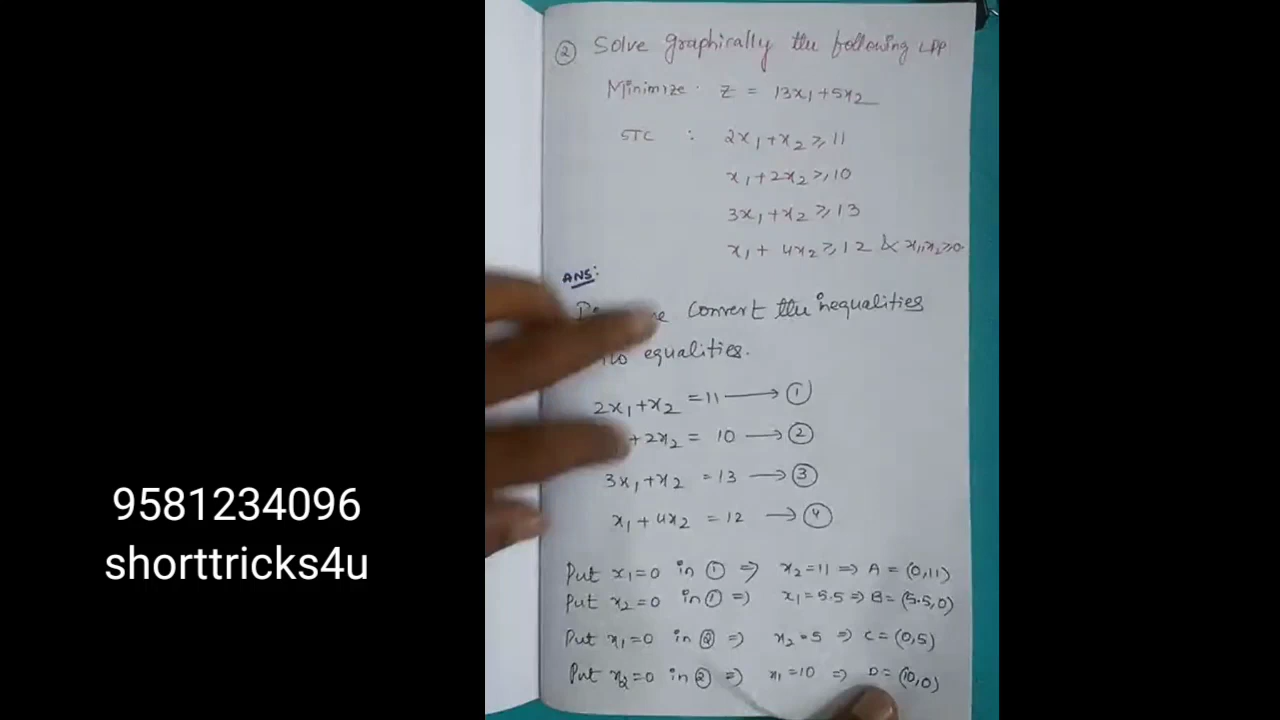 ② Solve graphically the following LPP
Minimize: Z = 13x₁+5x₂
STC : 2x₁+x₂ ≥ 11
x₁+2x₂ ≥ 10
3x₁+x₂ ≥ 13
x₁+4x₂ ≥ 12 & x₁,x₂ ≥ 0.
ANS:
convert the inequalities
equalities.
2x₁+x₂ = 11 ⟶ ①
+2x₂ = 10 ⟶ ②
3x₁+x₂ = 13 ⟶ ③
x₁+4x₂ = 12 ⟶ ④
Put x₁=0 in ① ⇒ x₂=11 ⇒ A = (0,11)
Put x₂=0 in ① ⇒ x₁=5.5 ⇒ B= (5.5,0)
Put x₁=0 in ② ⇒ x₂=5 ⇒ C= (0,5)
Put x₂=0 in ② ⇒ x₁=10 ⇒ D= (10,0)
9581234096
shorttricks4u